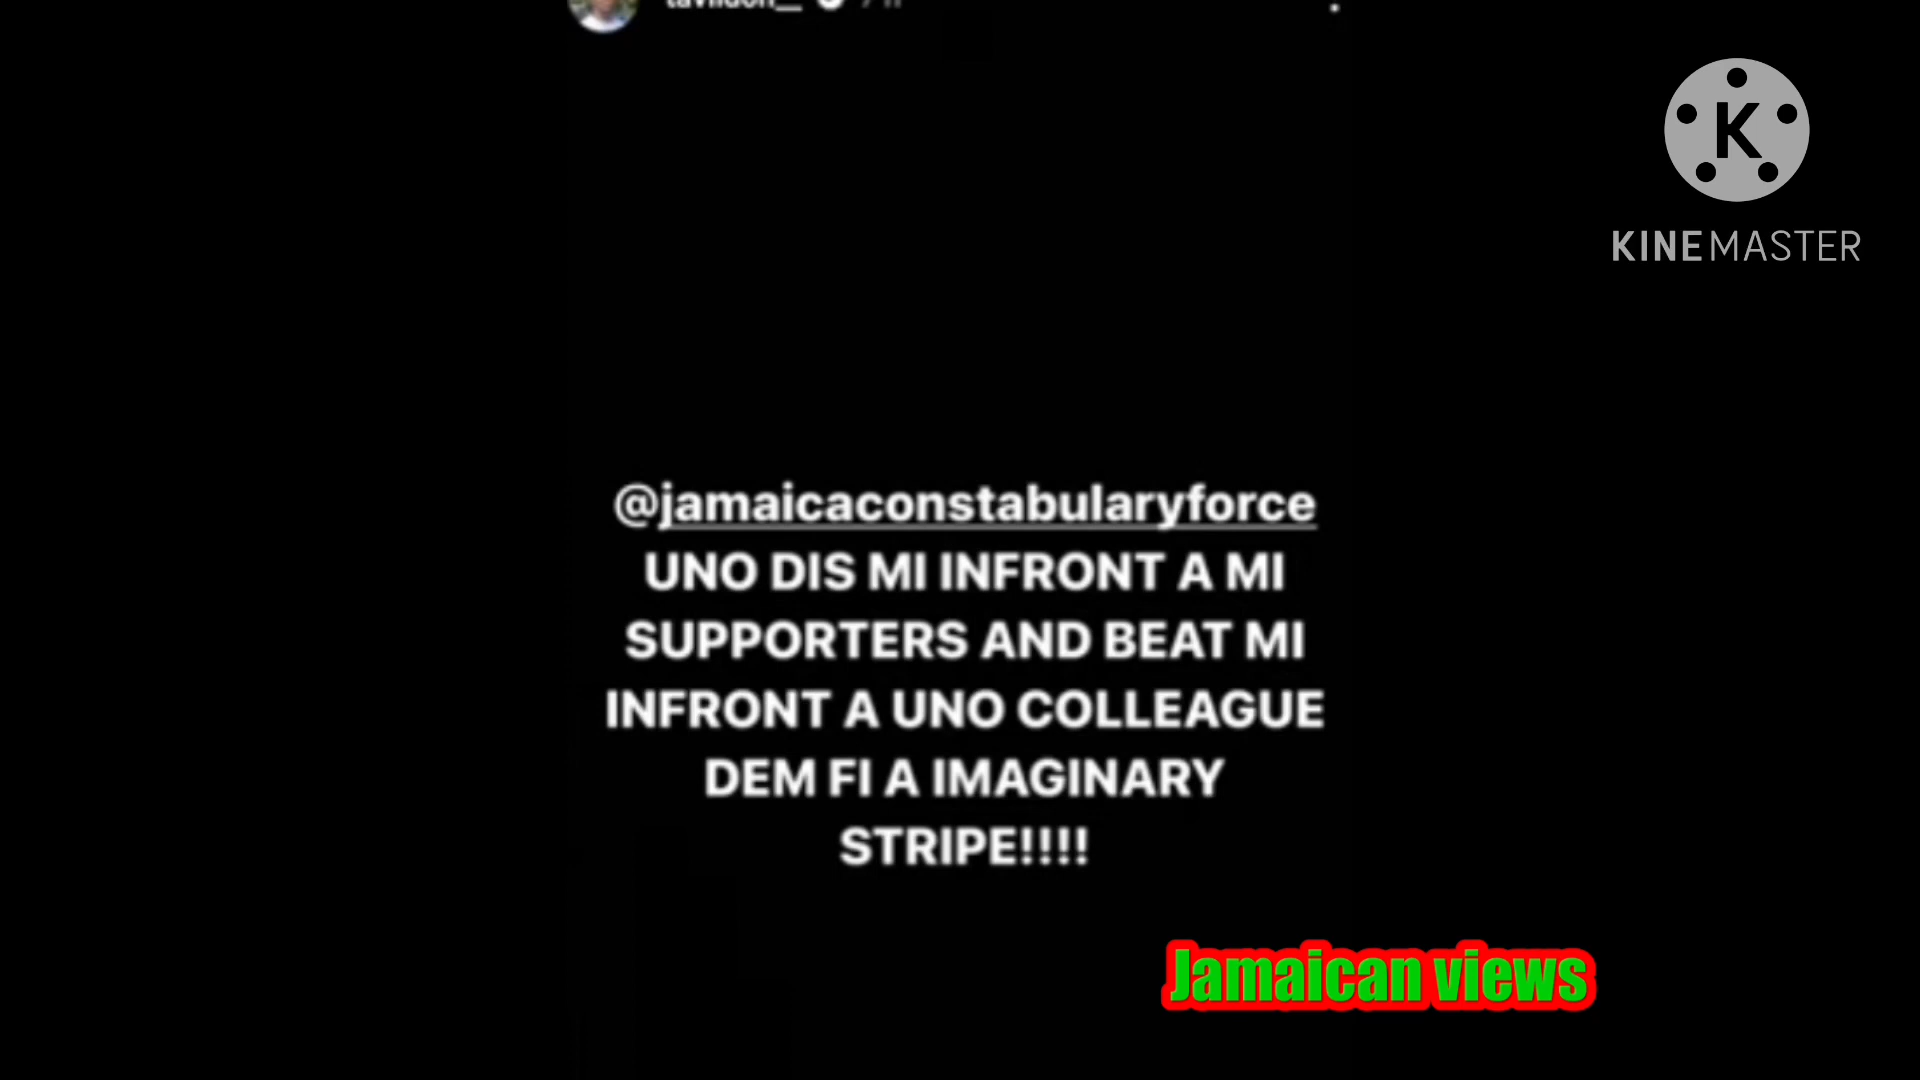 K
KINEMASTER
@jamaicaconstabularyforce
UNO DIS MI INFRONT A MI
SUPPORTERS AND BEAT MI
INFRONT A UNO COLLEAGUE
DEM FI A IMAGINARY
STRIPE!!!!
Jamaican views